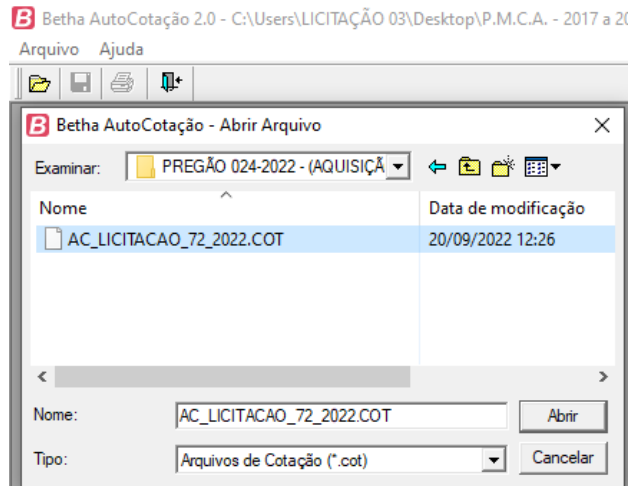 Betha AutoCotação 2.0 - C:\Users\LICITAÇÃO 03\Desktop\P.M.C.A. - 2017 a 20
Arquivo Ajuda
Betha AutoCotação - Abrir Arquivo
Examinar: PREGÃO 024-2022 - (AQUISIÇÃ
Nome Data de modificação
AC_LICITACAO_72_2022.COT 20/09/2022 12:26
Nome: AC_LICITACAO_72_2022.COT Abrir
Tipo: Arquivos de Cotação (*.cot) Cancelar